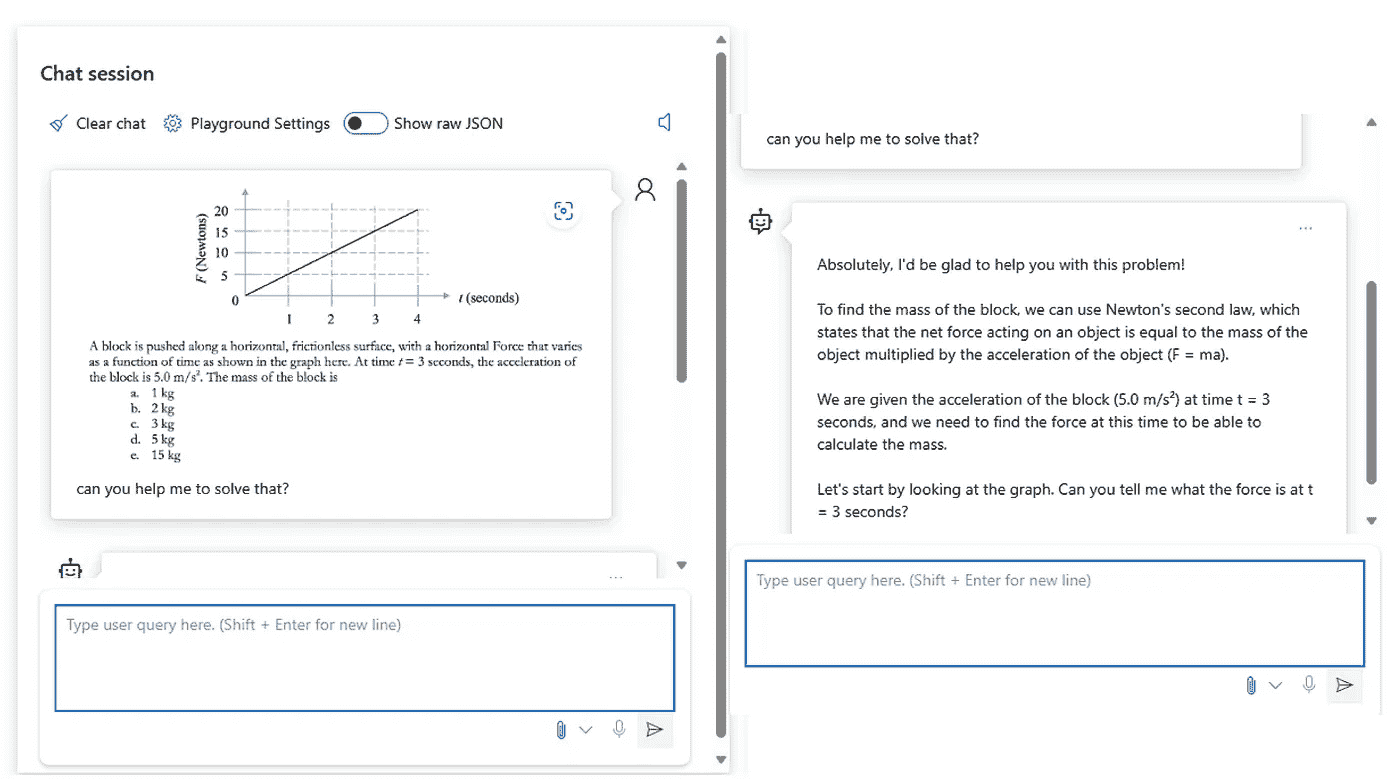 Chat session
Clear chat Playground Settings Show raw JSON
F (Newtons)
20
15
10
5
0
t (seconds)
1 2 3 4
A block is pushed along a horizontal, frictionless surface, with a horizontal Force that varies
as a function of time as shown in the graph here. At time t = 3 seconds, the acceleration of
the block is 5.0 m/s². The mass of the block is
a. 1 kg
b. 2 kg
c. 3 kg
d. 5 kg
e. 15 kg
can you help me to solve that?
...
Type user query here. (Shift + Enter for new line)
can you help me to solve that?
...
Absolutely, I'd be glad to help you with this problem!
To find the mass of the block, we can use Newton's second law, which
states that the net force acting on an object is equal to the mass of the
object multiplied by the acceleration of the object (F = ma).
We are given the acceleration of the block (5.0 m/s²) at time t = 3
seconds, and we need to find the force at this time to be able to
calculate the mass.
Let's start by looking at the graph. Can you tell me what the force is at t
= 3 seconds?
Type user query here. (Shift + Enter for new line)